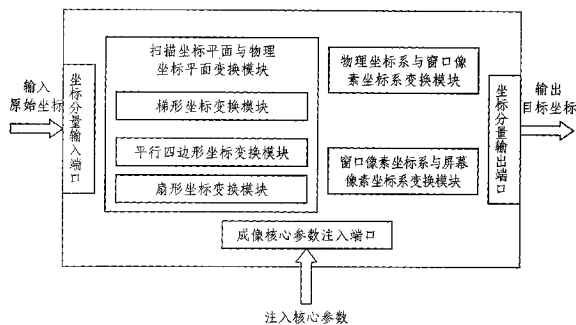 输入
原始坐标
坐标分量输入端口
扫描坐标平面与物理
坐标平面变换模块
梯形坐标变换模块
平行四边形坐标变换模块
扇形坐标变换模块
物理坐标系与窗口像
素坐标系变换模块
窗口像素坐标系与屏幕
像素坐标系变换模块
坐标分量输出端口
输出
目标坐标
成像核心参数注入端口
注入核心参数